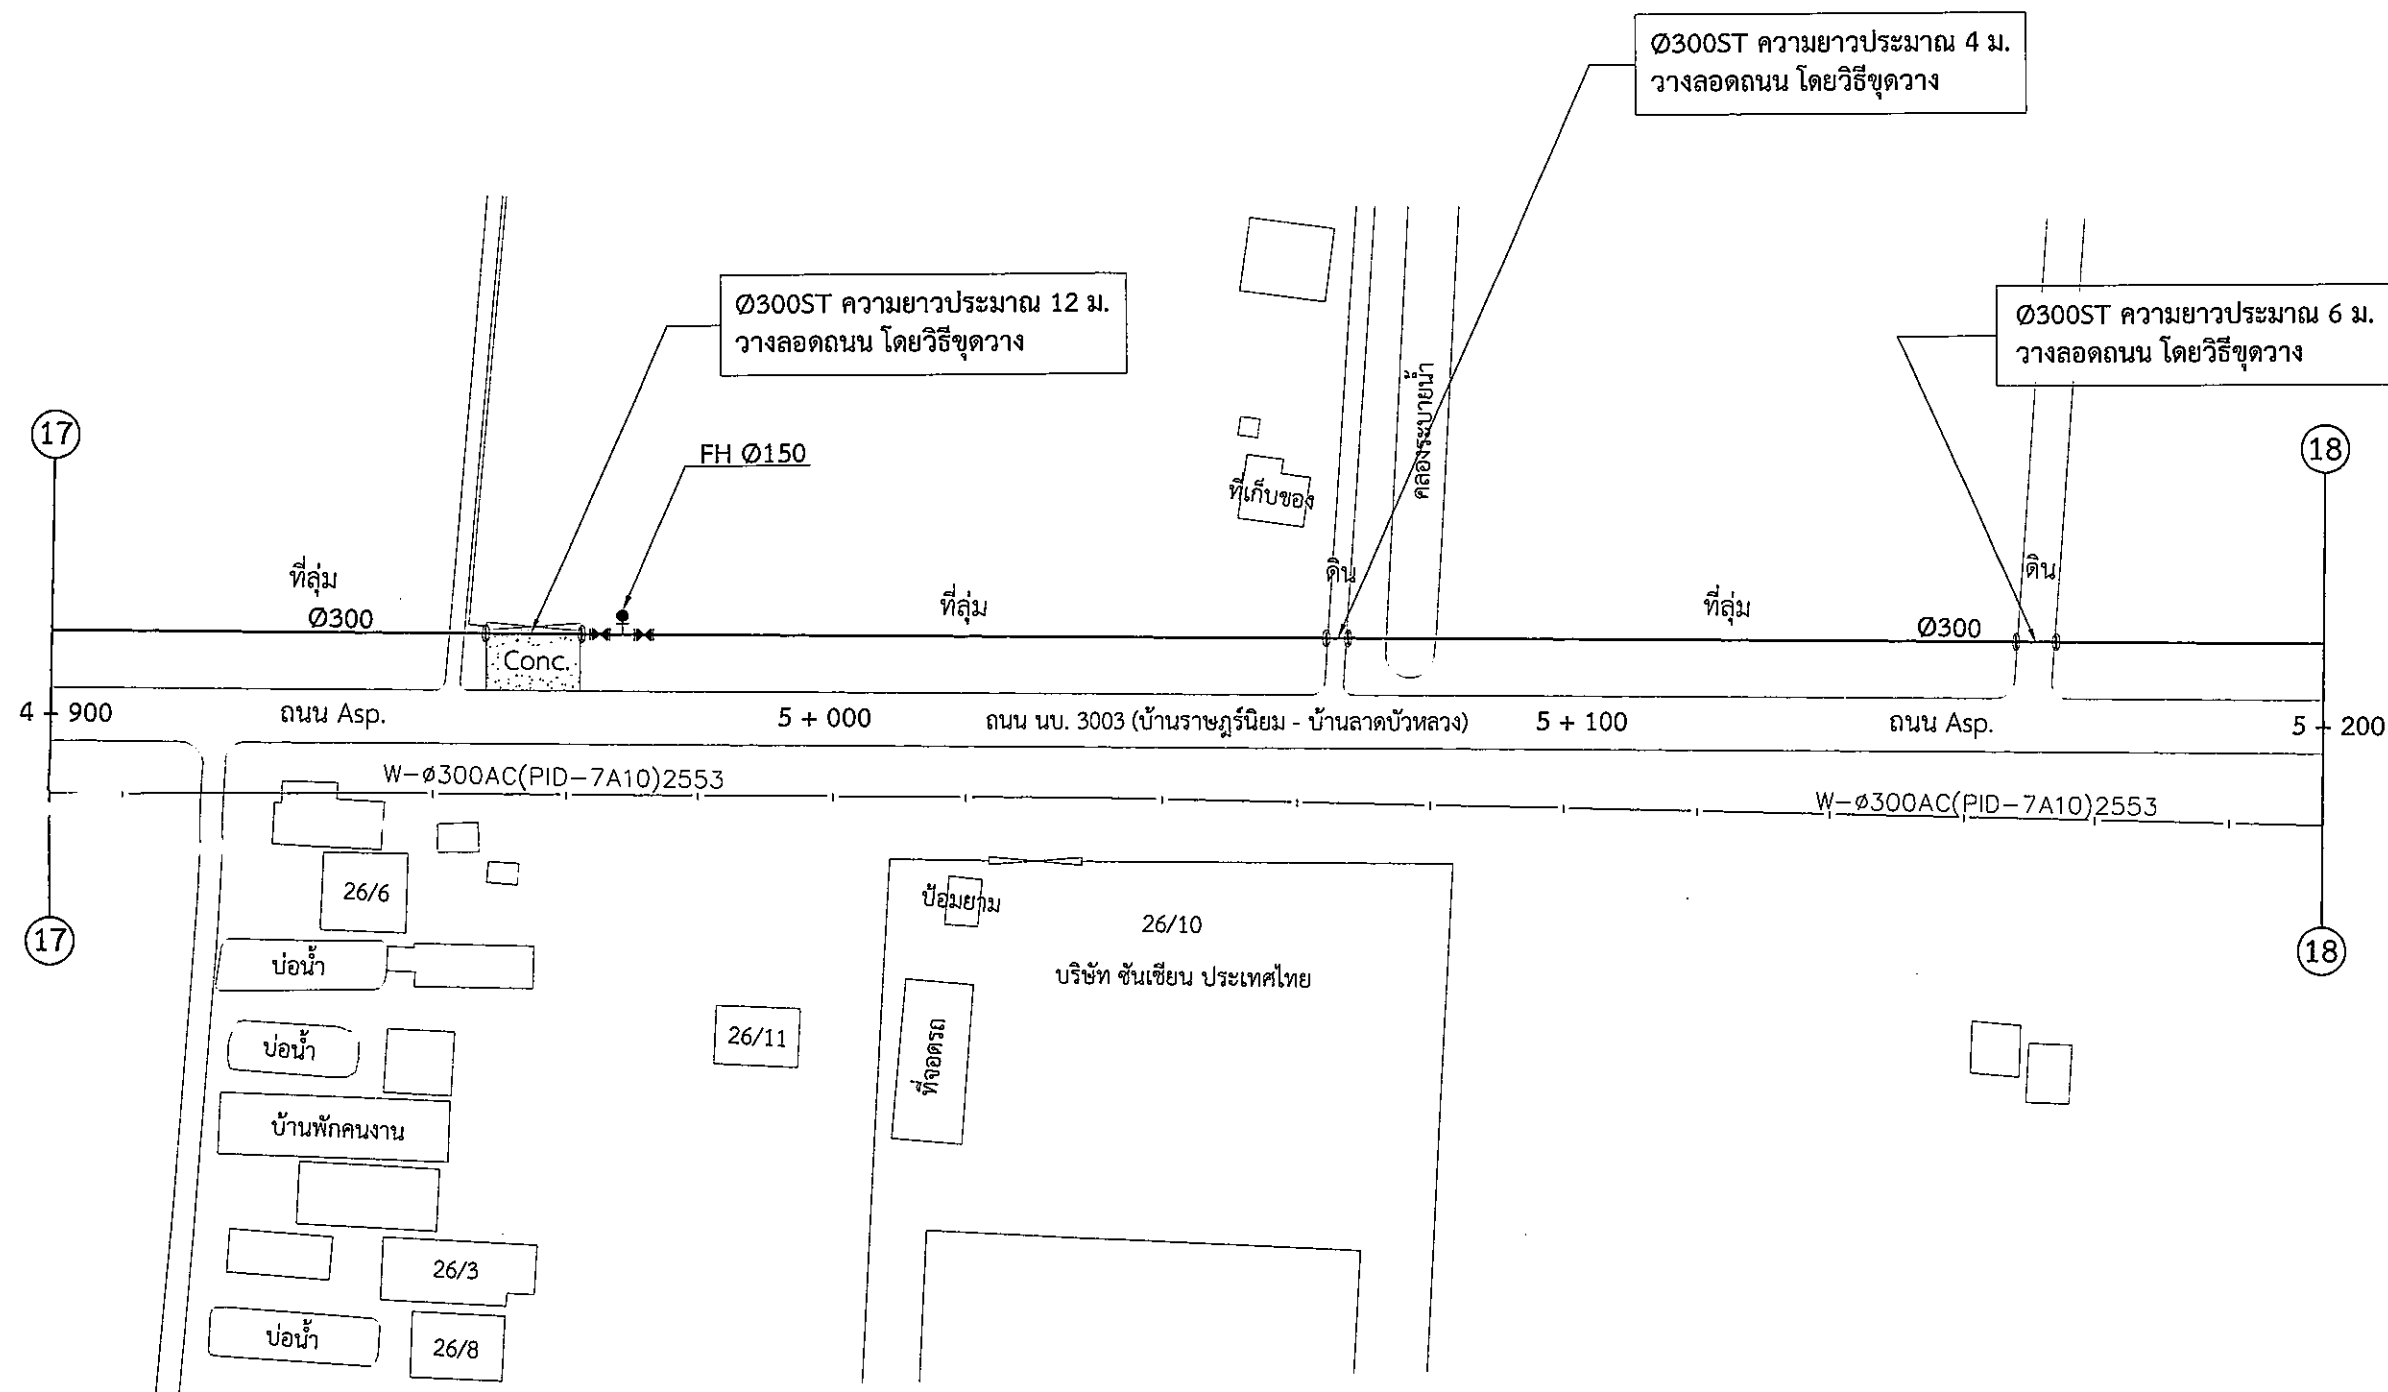 Ø300ST ความยาวประมาณ 4 ม.
วางลอดถนน โดยวิธีขุดวาง
Ø300ST ความยาวประมาณ 12 ม.
วางลอดถนน โดยวิธีขุดวาง
Ø300ST ความยาวประมาณ 6 ม.
วางลอดถนน โดยวิธีขุดวาง
17
18
FH Ø150
คลองระบายน้ำ
ที่เก็บของ
ที่ลุ่ม
Ø300
ที่ลุ่ม
ดิน
ที่ลุ่ม
Ø300
ดิน
Conc.
4 + 900
ถนน Asp.
5 + 000
ถนน นบ. 3003 (บ้านราษฎร์นิยม - บ้านลาดบัวหลวง)
5 + 100
ถนน Asp.
5 + 200
W-ø300AC(PID-7A10)2553
W-ø300AC(PID-7A10)2553
26/6
ป้อมยาม
26/10
17
18
บ่อน้ำ
บริษัท ซันเซียน ประเทศไทย
บ่อน้ำ
26/11
ที่จอดรถ
บ้านพักคนงาน
26/3
บ่อน้ำ
26/8